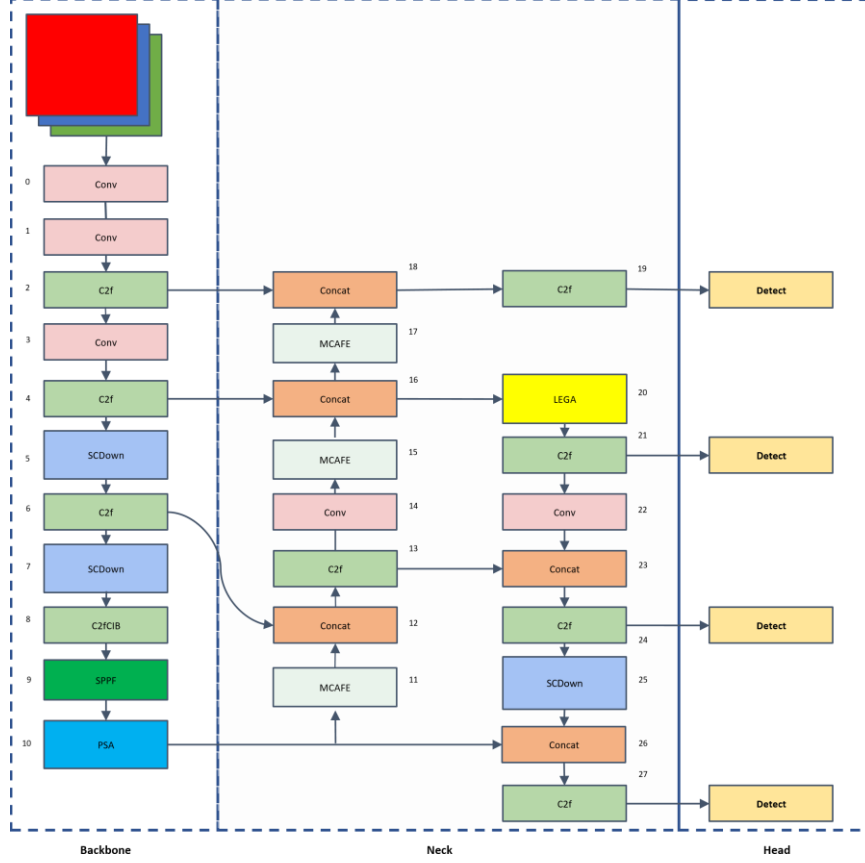 0 Conv
1 Conv
2 C2f
3 Conv
4 C2f
5 SCDown
6 C2f
7 SCDown
8 C2fCIB
9 SPPF
10 PSA
Concat 18
MCAFE 17
Concat 16
MCAFE 15
Conv 14
C2f 13
Concat 12
MCAFE 11
C2f 19
LEGA 20
C2f 21
Conv 22
Concat 23
C2f 24
SCDown 25
Concat 26
C2f 27
Detect
Detect
Detect
Detect
Backbone
Neck
Head